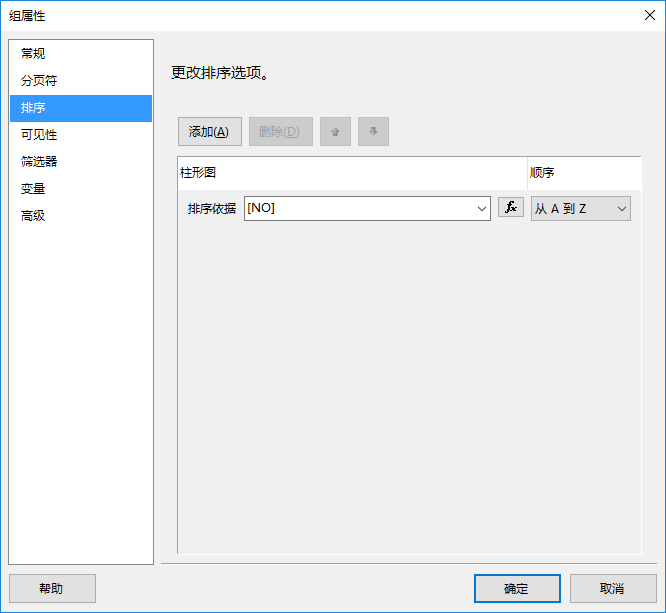 组属性
常规
分页符
排序
可见性
筛选器
变量
高级
更改排序选项。
添加(A) 删除(D)
柱形图 顺序
排序依据 [NO] fx 从 A 到 Z
帮助 确定 取消